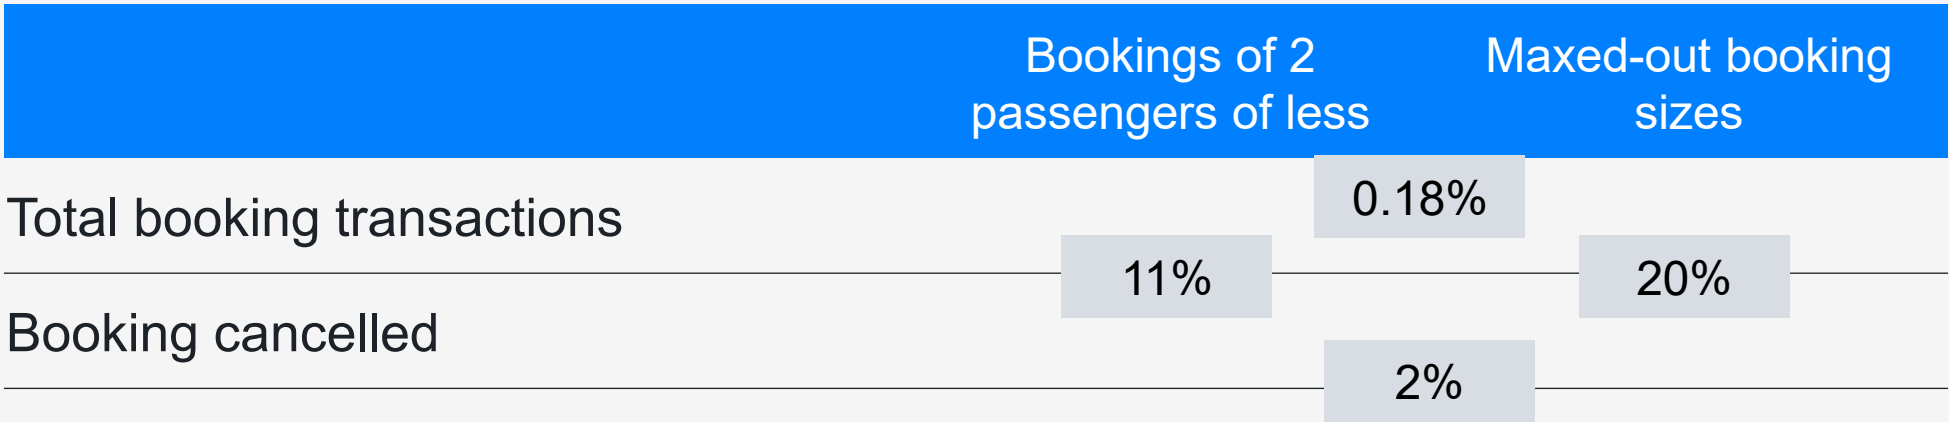 Bookings of 2
passengers of less
Maxed-out booking
sizes
Total booking transactions
0.18%
11%
20%
Booking cancelled
2%